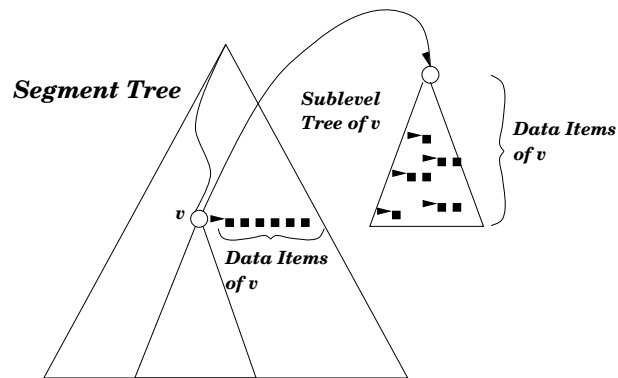 Segment Tree
Sublevel
Tree of v
Data Items
of v
v
Data Items
of v